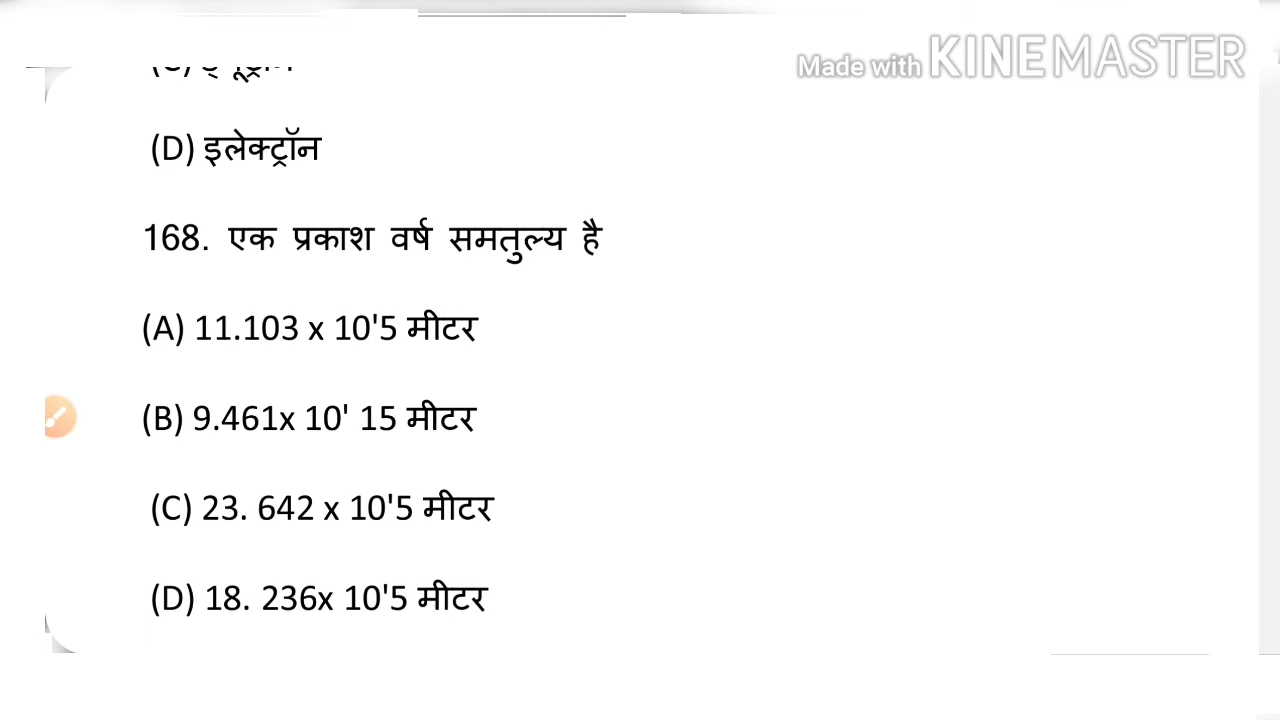 Made with KINEMASTER
(D) इलेक्ट्रॉन
168. एक प्रकाश वर्ष समतुल्य है
(A) 11.103 x 10'5 मीटर
(B) 9.461x 10' 15 मीटर
(C) 23. 642 x 10'5 मीटर
(D) 18. 236x 10'5 मीटर